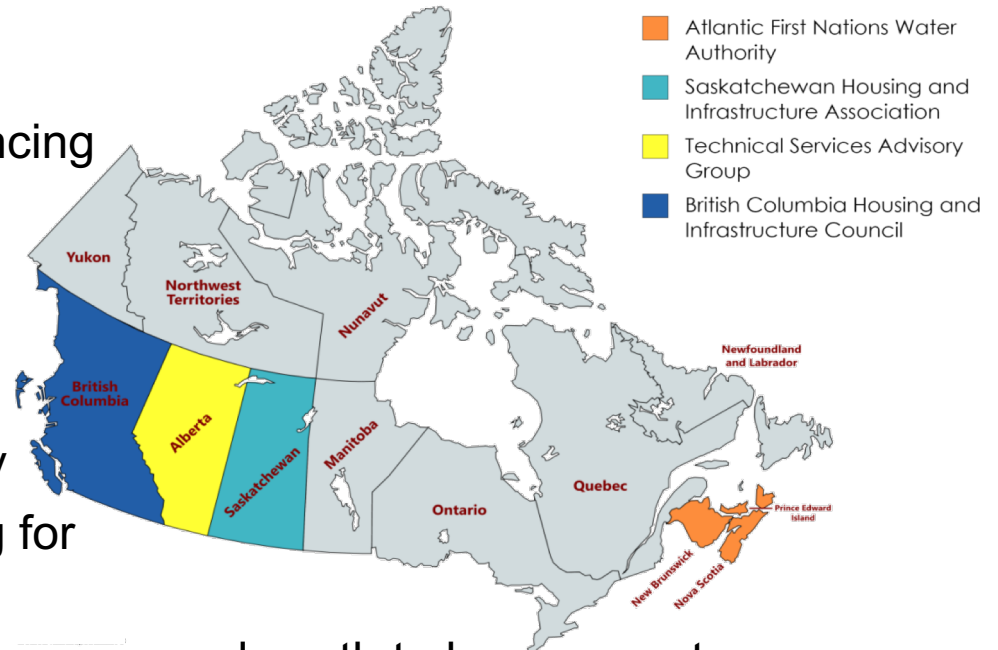 Atlantic First Nations Water
Authority
Saskatchewan Housing and
Infrastructure Association
Technical Services Advisory
Group
British Columbia Housing and
Infrastructure Council
Yukon
Northwest
Territories
Nunavut
Newfoundland
and Labrador
British
Columbia
Alberta
Saskatchewan
Manitoba
Ontario
Quebec
Prince Edward
Island
New Brunswick
Nova Scotia
ncing
y
g for